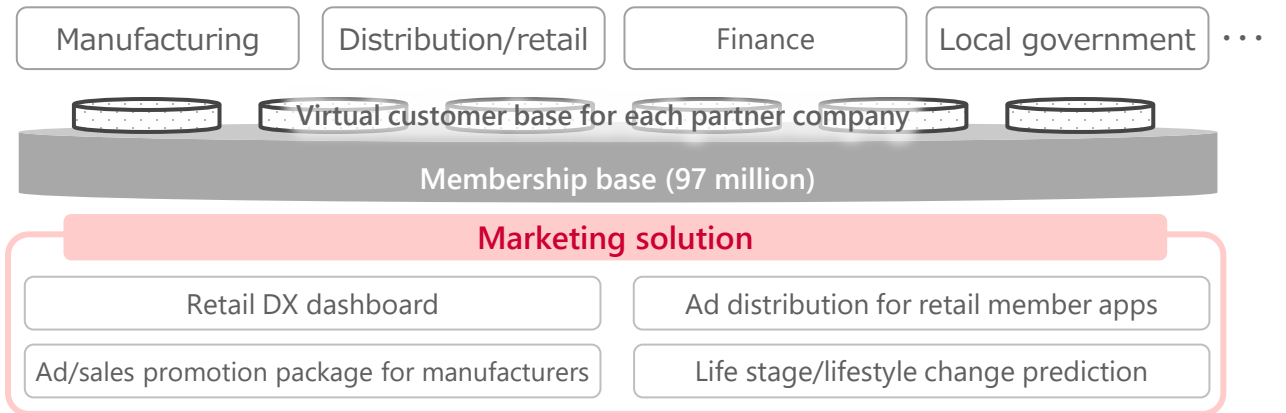 Manufacturing
Distribution/retail
Finance
Local government
・・・
Virtual customer base for each partner company
Membership base (97 million)
Marketing solution
Retail DX dashboard
Ad distribution for retail member apps
Ad/sales promotion package for manufacturers
Life stage/lifestyle change prediction